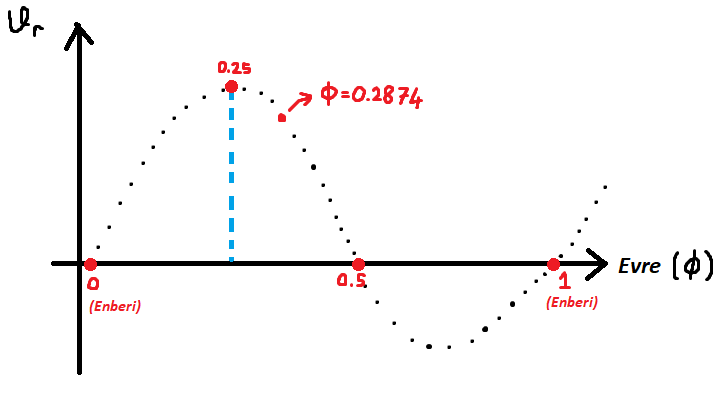 𝒱r
0.25
ϕ=0.2874
Evre (ϕ)
0
(Enberi)
0.5
1
(Enberi)